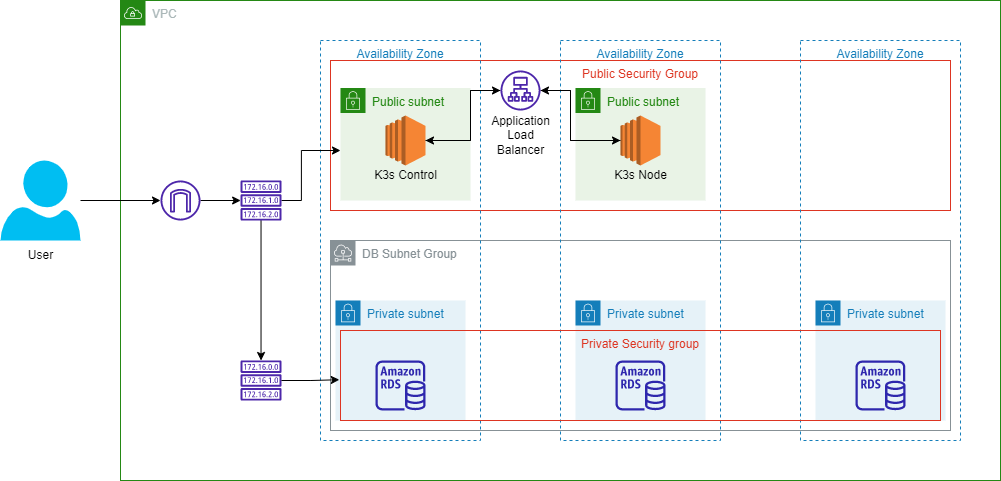 VPC
Availability Zone
Availability Zone
Availability Zone
Public Security Group
Public subnet
Public subnet
Application
Load
Balancer
K3s Control
K3s Node
172.16.0.0
172.16.1.0
172.16.2.0
User
DB Subnet Group
Private subnet
Private subnet
Private subnet
Private Security group
172.16.0.0
172.16.1.0
172.16.2.0
Amazon
RDS
Amazon
RDS
Amazon
RDS